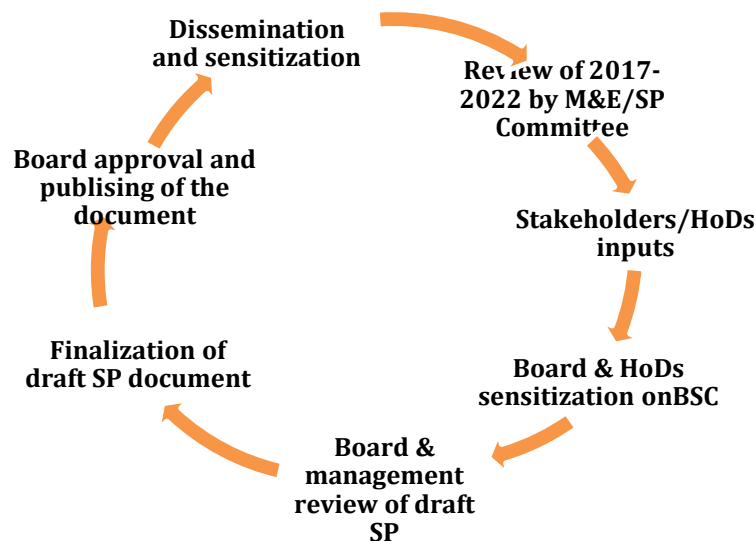 Dissemination
and sensitization
Review of 2017-
2022 by M&E/SP
Committee
Stakeholders/HoDs
inputs
Board & HoDs
sensitization onBSC
Board &
management
review of draft
SP
Finalization of
draft SP document
Board approval and
publising of the
document